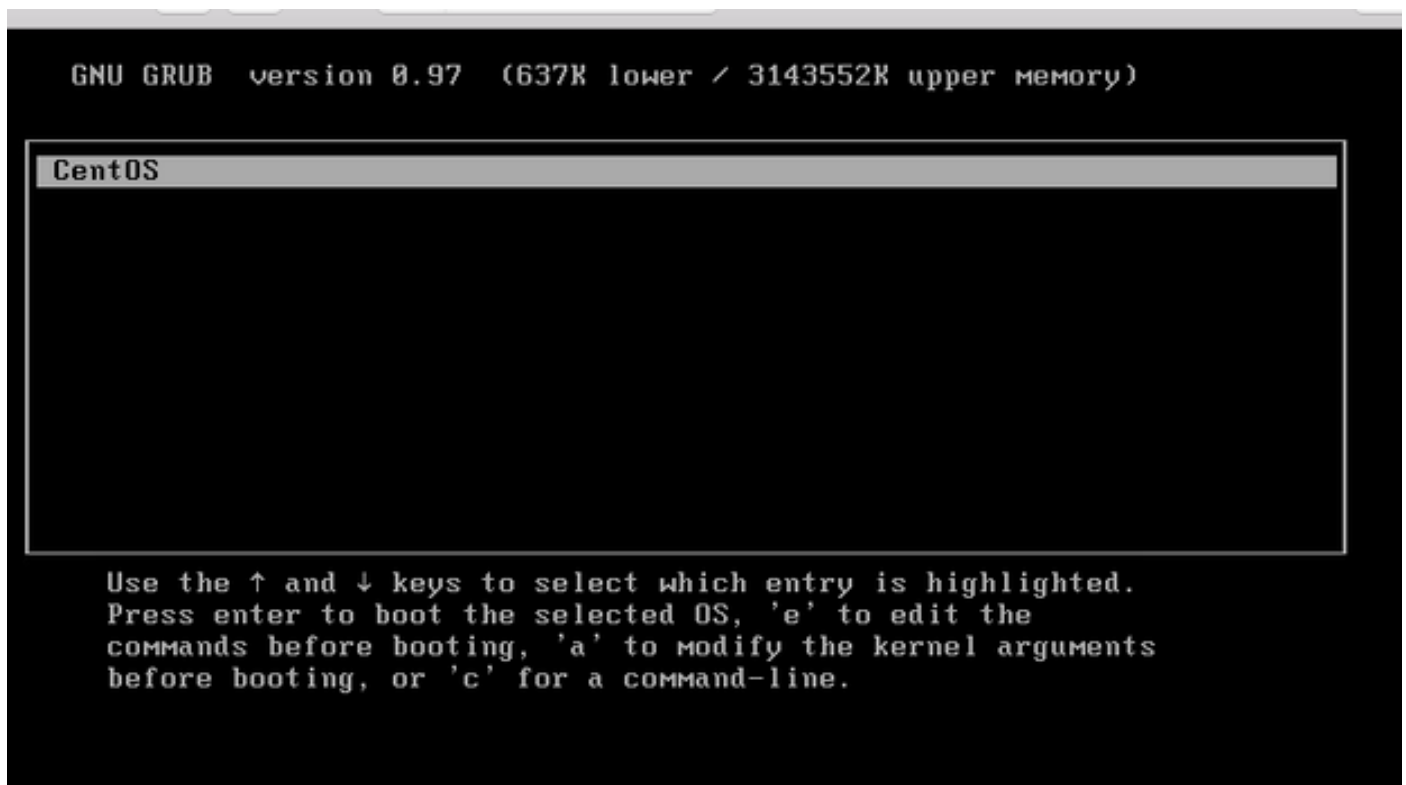 GNU GRUB version 0.97 (637K lower / 3143552K upper memory)
CentOS
Use the ↑ and ↓ keys to select which entry is highlighted.
Press enter to boot the selected OS, 'e' to edit the
commands before booting, 'a' to modify the kernel arguments
before booting, or 'c' for a command-line.